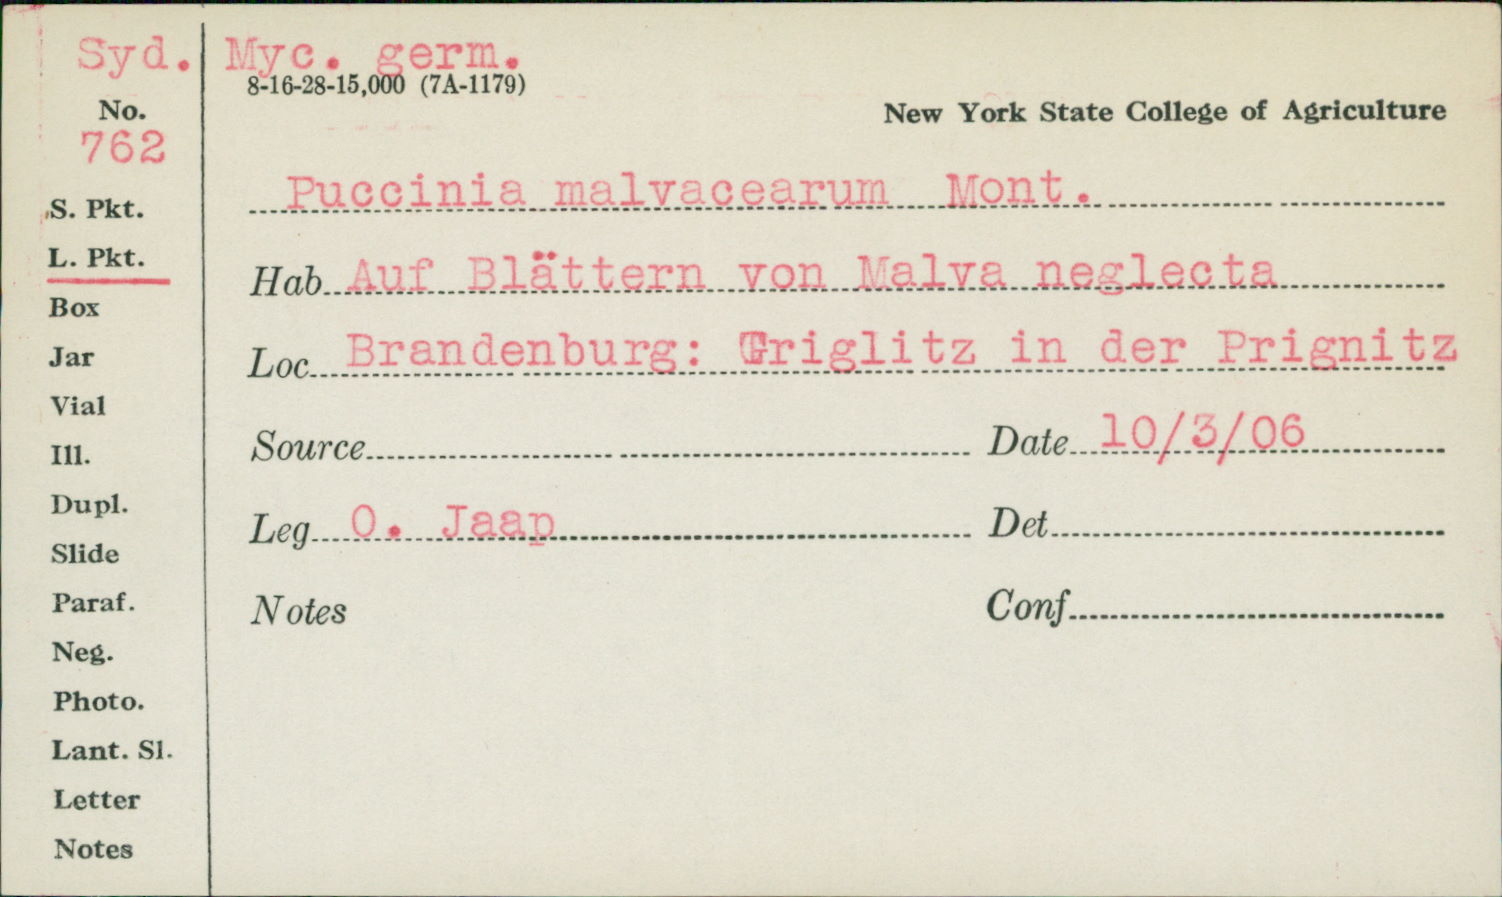 Syd. Myc. germ.
8-16-28-15,000 (7A-1179)
New York State College of Agriculture
No.
762
S. Pkt.
L. Pkt.
Box
Jar
Vial
Ill.
Dupl.
Slide
Paraf.
Neg.
Photo.
Lant. Sl.
Letter
Notes
Puccinia malvacearum Mont.
Hab Auf Blättern von Malva neglecta
Loc Brandenburg: Triglitz in der Prignitz
Source
Date 10/3/06
Leg O. Jaap
Det
Notes
Conf